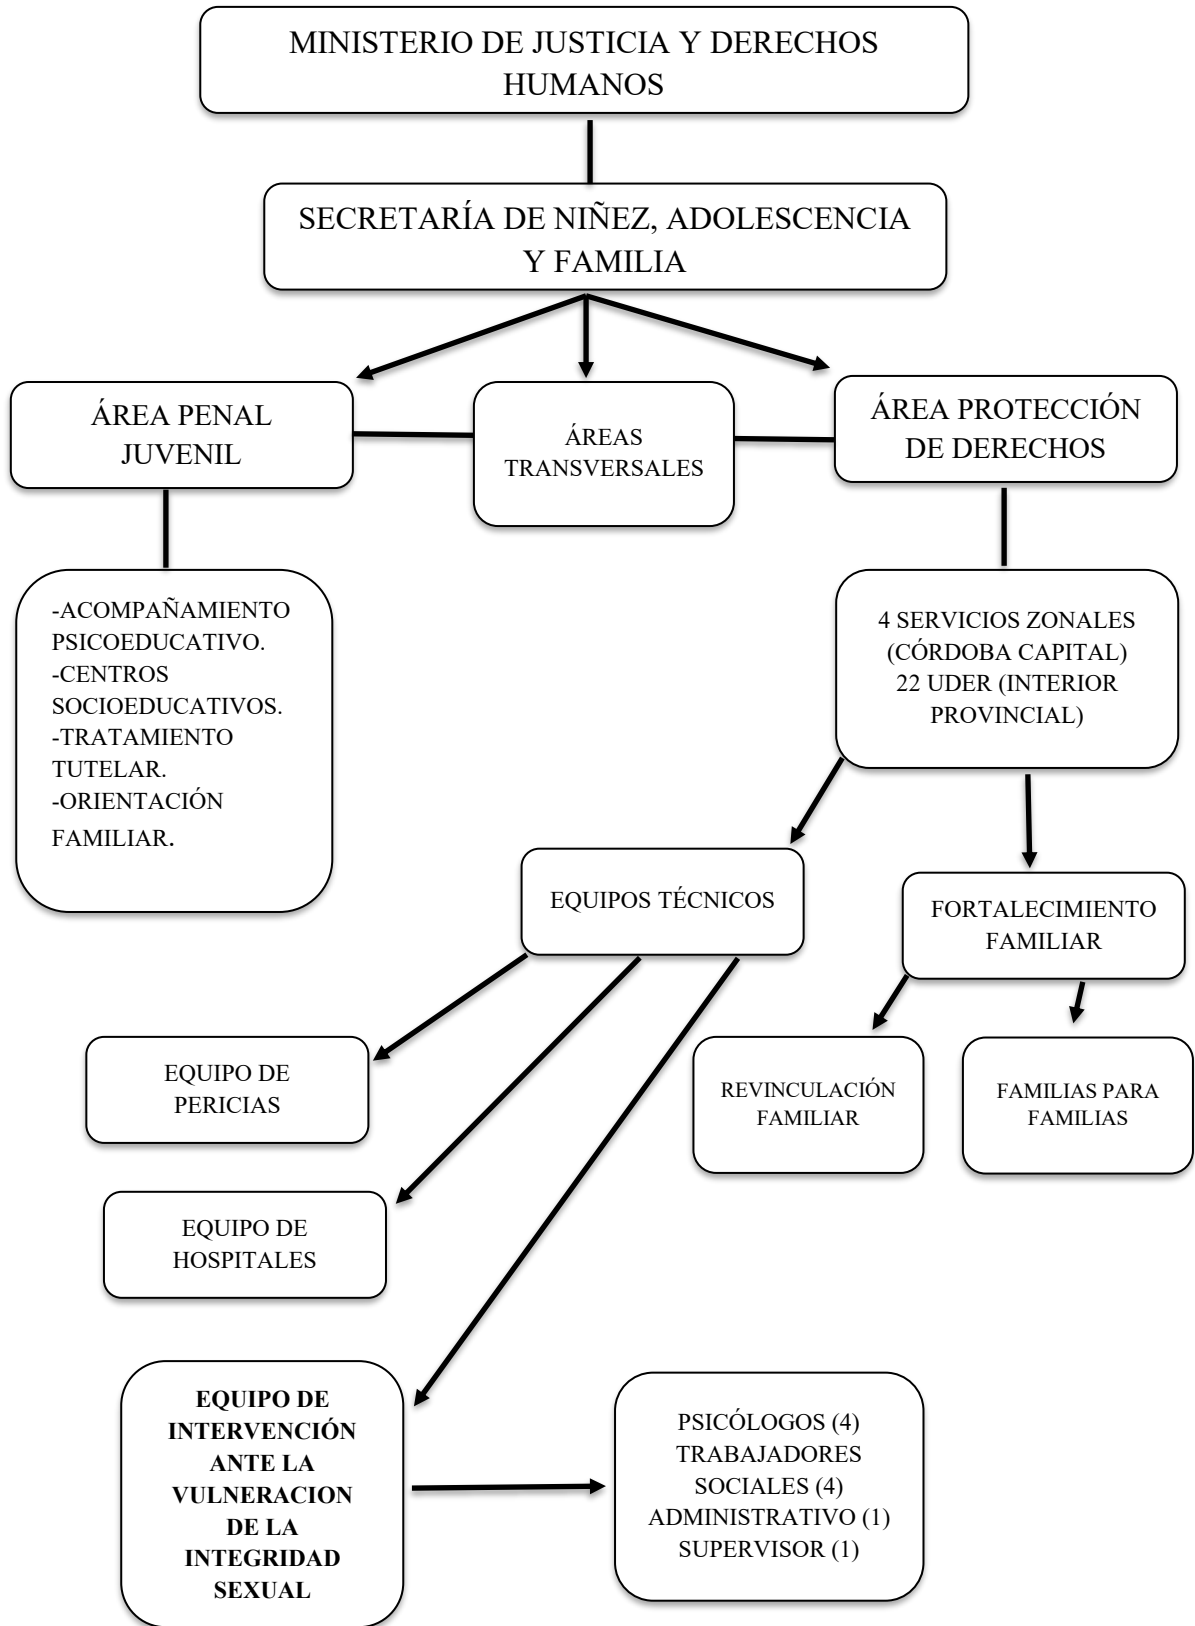 MINISTERIO DE JUSTICIA Y DERECHOS
HUMANOS
SECRETARÍA DE NIÑEZ, ADOLESCENCIA
Y FAMILIA
ÁREA PENAL
JUVENIL
ÁREAS
TRANSVERSALES
ÁREA PROTECCIÓN
DE DERECHOS
-ACOMPAÑAMIENTO
PSICOEDUCATIVO.
-CENTROS
SOCIOEDUCATIVOS.
-TRATAMIENTO
TUTELAR.
-ORIENTACIÓN
FAMILIAR.
4 SERVICIOS ZONALES
(CÓRDOBA CAPITAL)
22 UDER (INTERIOR
PROVINCIAL)
EQUIPOS TÉCNICOS
FORTALECIMIENTO
FAMILIAR
EQUIPO DE
PERICIAS
REVINCULACIÓN
FAMILIAR
FAMILIAS PARA
FAMILIAS
EQUIPO DE
HOSPITALES
EQUIPO DE
INTERVENCIÓN
ANTE LA
VULNERACION
DE LA
INTEGRIDAD
SEXUAL
PSICÓLOGOS (4)
TRABAJADORES
SOCIALES (4)
ADMINISTRATIVO (1)
SUPERVISOR (1)